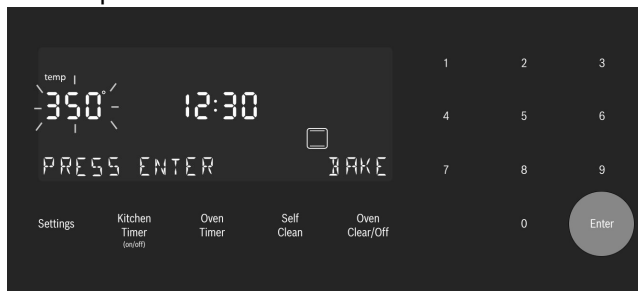 temp
350° 12:30
PRESS ENTER BAKE
1 2 3
4 5 6
7 8 9
0 Enter
Settings
Kitchen Timer (on/off)
Oven Timer
Self Clean
Oven Clear/Off